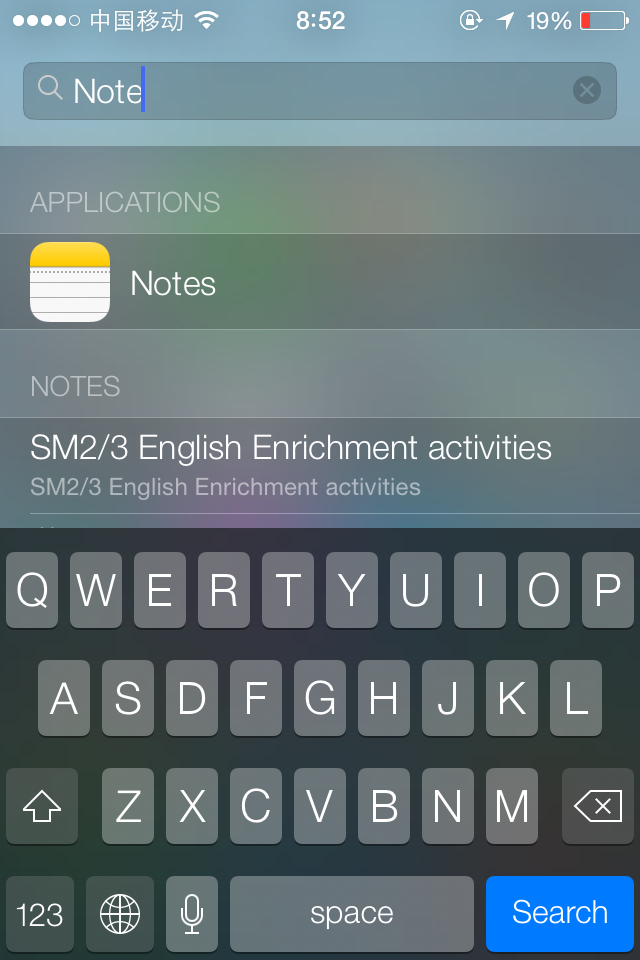 中国移动 8:52 19%
Note
APPLICATIONS
Notes
NOTES
SM2/3 English Enrichment activities
SM2/3 English Enrichment activities
Q W E R T Y U I O P
A S D F G H J K L
Z X C V B N M
123 space Search